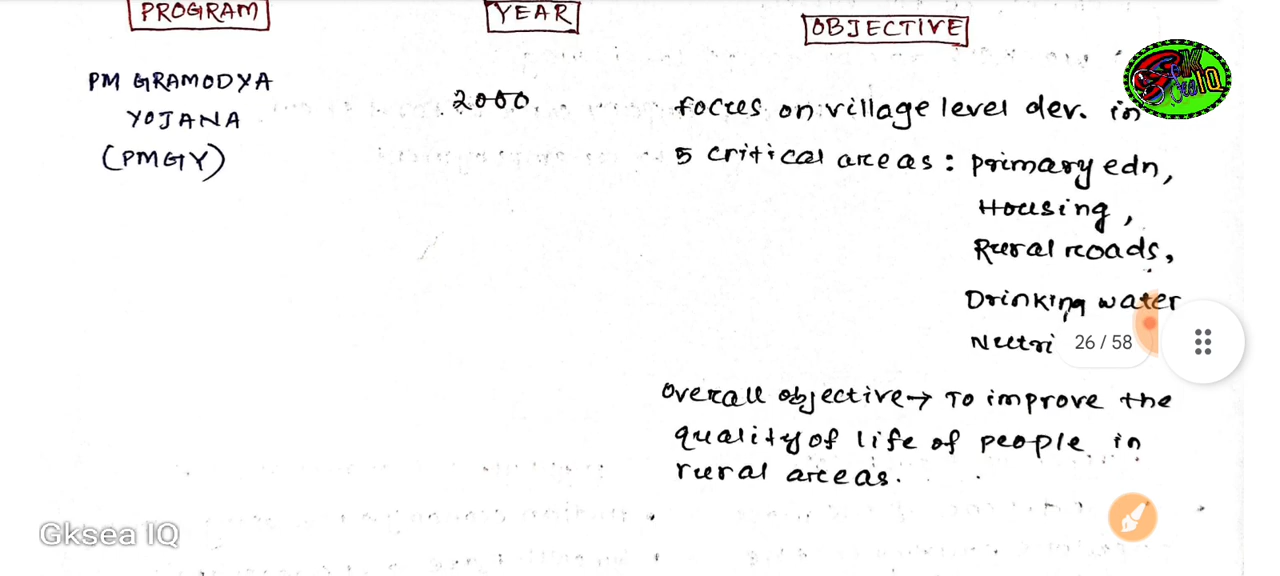 PROGRAM YEAR OBJECTIVE
PM GRAMODYA
YOJANA
(PMGY)
2000
focus on village level dev. in
5 critical areas: primary edn,
Housing,
Rural roads,
Drinking water
Nutri
26 / 58
Overall objective → To improve the
quality of life of people in
rural areas.
Gksea IQ